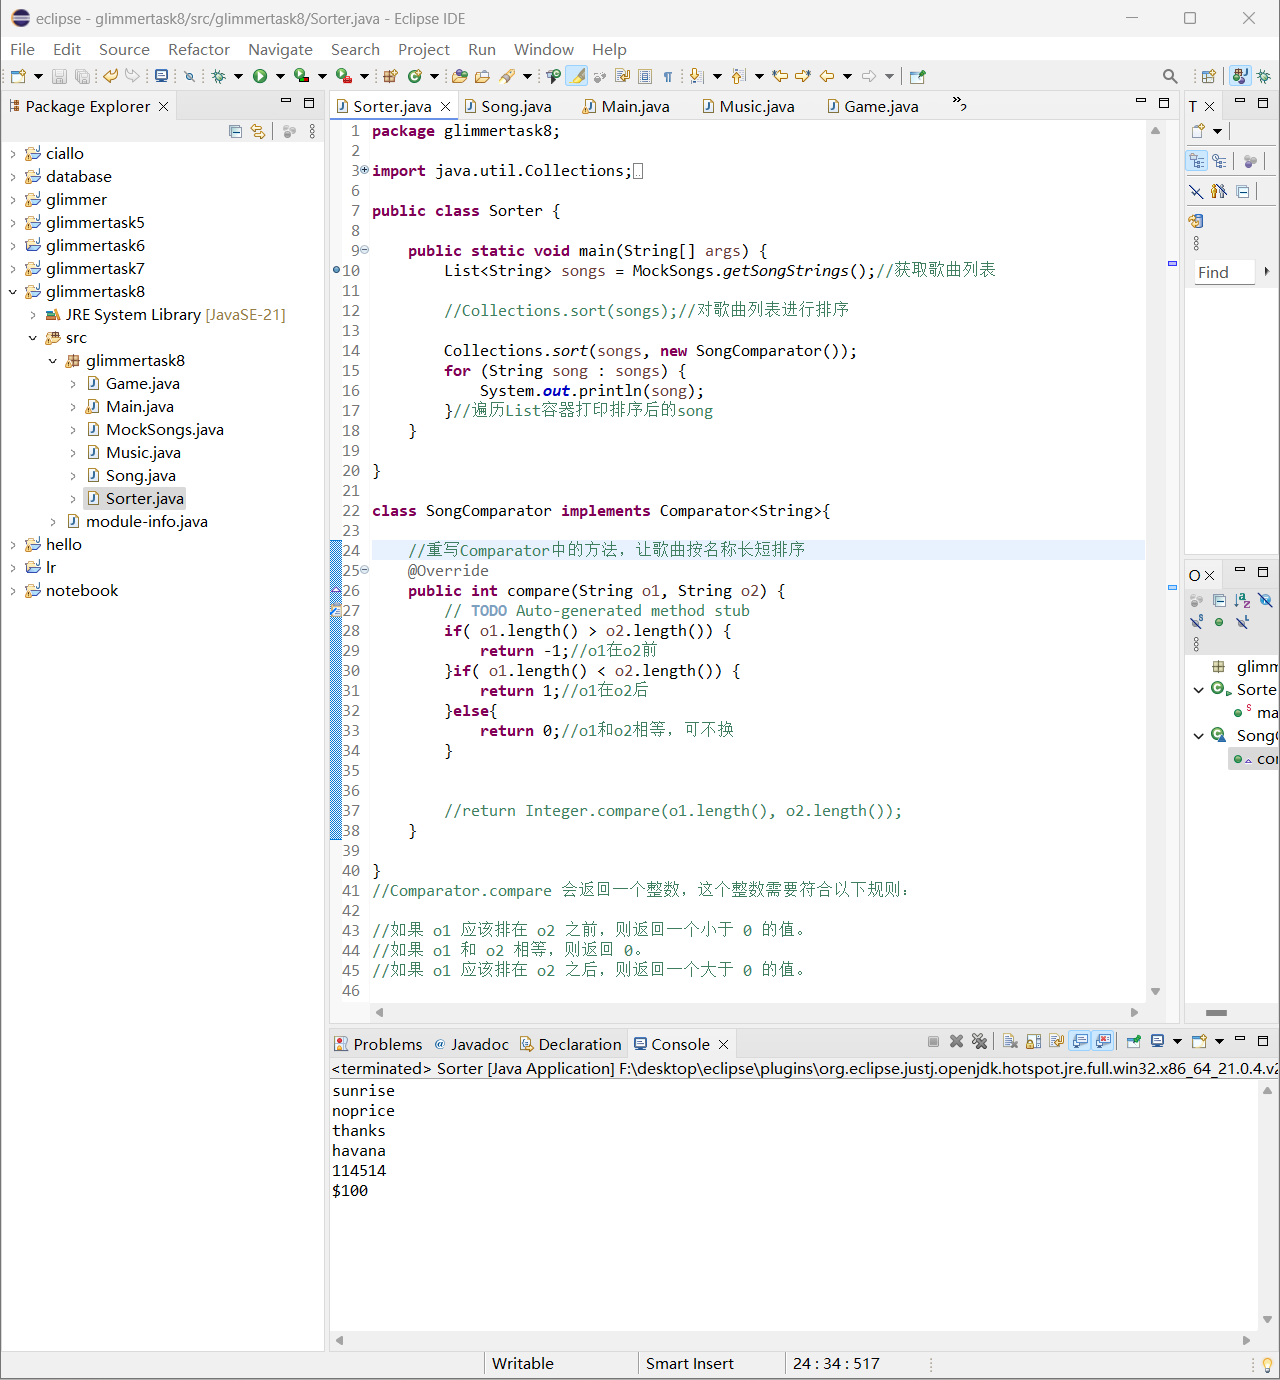 eclipse - glimmertask8/src/glimmertask8/Sorter.java - Eclipse IDE
File Edit Source Refactor Navigate Search Project Run Window Help
Package Explorer
ciallo
database
glimmer
glimmertask5
glimmertask6
glimmertask7
glimmertask8
JRE System Library [JavaSE-21]
src
glimmertask8
Game.java
Main.java
MockSongs.java
Music.java
Song.java
Sorter.java
module-info.java
hello
lr
notebook
Sorter.java Song.java Main.java Music.java Game.java »2
1 package glimmertask8;
2
3 import java.util.Collections;
6
7 public class Sorter {
8
9 public static void main(String[] args) {
10 List<String> songs = MockSongs.getSongStrings();//获取歌曲列表
11
12 //Collections.sort(songs);//对歌曲列表进行排序
13
14 Collections.sort(songs, new SongComparator());
15 for (String song : songs) {
16 System.out.println(song);
17 }//遍历List容器打印排序后的song
18 }
19
20 }
21
22 class SongComparator implements Comparator<String>{
23
24 //重写Comparator中的方法，让歌曲按名称长短排序
25 @Override
26 public int compare(String o1, String o2) {
27 // TODO Auto-generated method stub
28 if( o1.length() > o2.length()) {
29 return -1;//o1在o2前
30 }if( o1.length() < o2.length()) {
31 return 1;//o1在o2后
32 }else{
33 return 0;//o1和o2相等，可不换
34 }
35
36
37 //return Integer.compare(o1.length(), o2.length());
38 }
39
40 }
41 //Comparator.compare 会返回一个整数，这个整数需要符合以下规则：
42
43 //如果 o1 应该排在 o2 之前，则返回一个小于 0 的值。
44 //如果 o1 和 o2 相等，则返回 0。
45 //如果 o1 应该排在 o2 之后，则返回一个大于 0 的值。
46
T
Find
O
glimm
Sorte
ma
Song
co
Problems @ Javadoc Declaration Console
<terminated> Sorter [Java Application] F:\desktop\eclipse\plugins\org.eclipse.justj.openjdk.hotspot.jre.full.win32.x86_64_21.0.4.v2
sunrise
noprice
thanks
havana
114514
$100
Writable Smart Insert 24 : 34 : 517